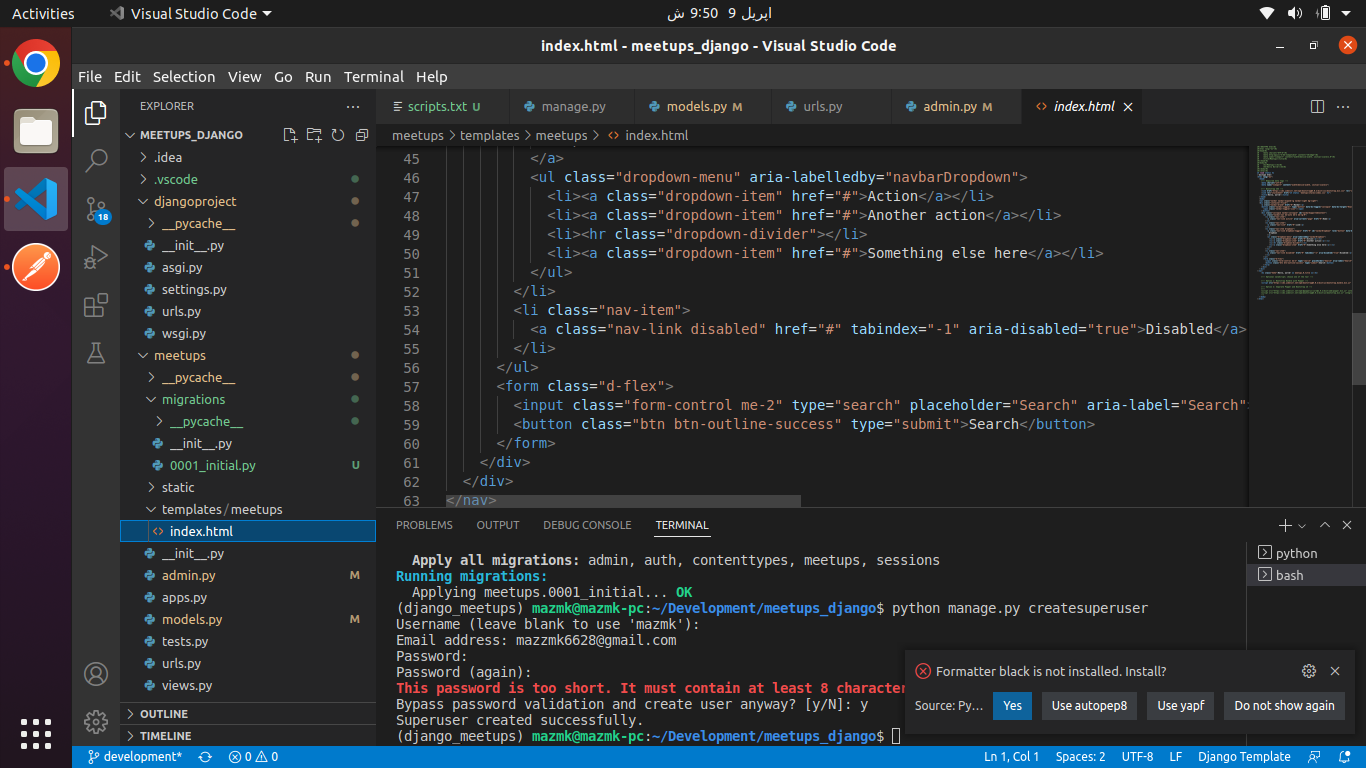 Activities
Visual Studio Code
اپریل 9  9:50 ش
index.html - meetups_django - Visual Studio Code
File Edit Selection View Go Run Terminal Help
EXPLORER
MEETUPS_DJANGO
.idea
.vscode
djangoproject
__pycache__
__init__.py
asgi.py
settings.py
urls.py
wsgi.py
meetups
__pycache__
migrations
__pycache__
__init__.py
0001_initial.py U
static
templates / meetups
index.html
__init__.py
admin.py M
apps.py
models.py M
tests.py
urls.py
views.py
OUTLINE
TIMELINE
18
scripts.txt U
manage.py
models.py M
urls.py
admin.py M
index.html
meetups > templates > meetups > index.html
45 </a>
46 <ul class="dropdown-menu" aria-labelledby="navbarDropdown">
47 <li><a class="dropdown-item" href="#">Action</a></li>
48 <li><a class="dropdown-item" href="#">Another action</a></li>
49 <li><hr class="dropdown-divider"></li>
50 <li><a class="dropdown-item" href="#">Something else here</a></li>
51 </ul>
52 </li>
53 <li class="nav-item">
54 <a class="nav-link disabled" href="#" tabindex="-1" aria-disabled="true">Disabled</a>
55 </li>
56 </ul>
57 <form class="d-flex">
58 <input class="form-control me-2" type="search" placeholder="Search" aria-label="Search">
59 <button class="btn btn-outline-success" type="submit">Search</button>
60 </form>
61 </div>
62 </div>
63 </nav>
PROBLEMS OUTPUT DEBUG CONSOLE TERMINAL
Apply all migrations: admin, auth, contenttypes, meetups, sessions
Running migrations:
Applying meetups.0001_initial... OK
(django_meetups) mazmk@mazmk-pc:~/Development/meetups_django$ python manage.py createsuperuser
Username (leave blank to use 'mazmk'):
Email address: mazzmk6628@gmail.com
Password:
Password (again):
This password is too short. It must contain at least 8 character
Bypass password validation and create user anyway? [y/N]: y
Superuser created successfully.
(django_meetups) mazmk@mazmk-pc:~/Development/meetups_django$
python
bash
Formatter black is not installed. Install?
Source: Py...
Yes
Use autopep8
Use yapf
Do not show again
development*
0 0
Ln 1, Col 1
Spaces: 2
UTF-8
LF
Django Template